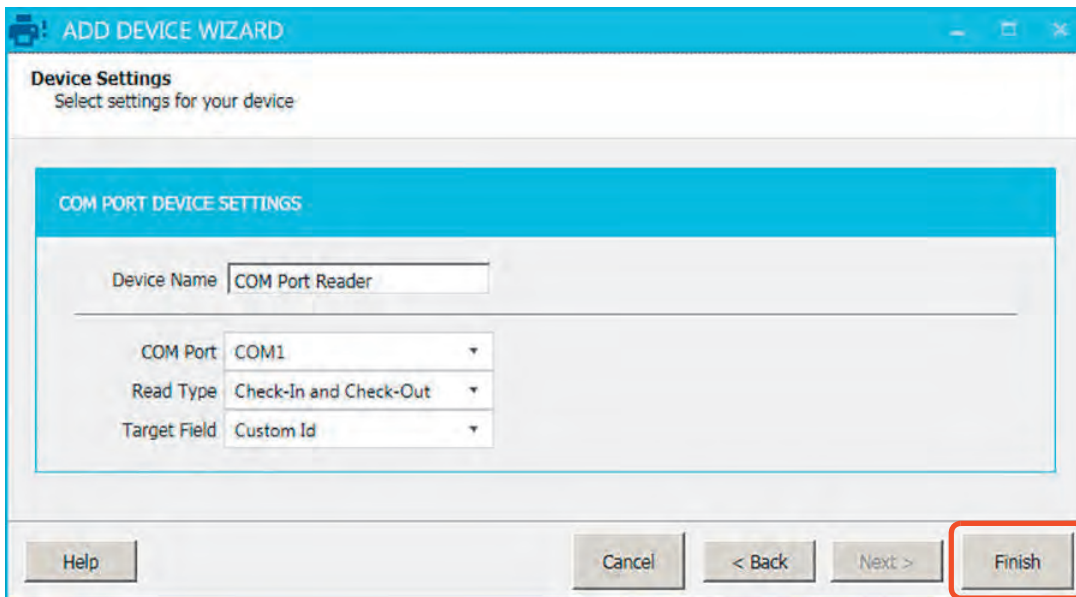 ADD DEVICE WIZARD
Device Settings
Select settings for your device
COM PORT DEVICE SETTINGS
Device Name COM Port Reader
COM Port COM1
Read Type Check-In and Check-Out
Target Field Custom Id
Help Cancel < Back Next > Finish